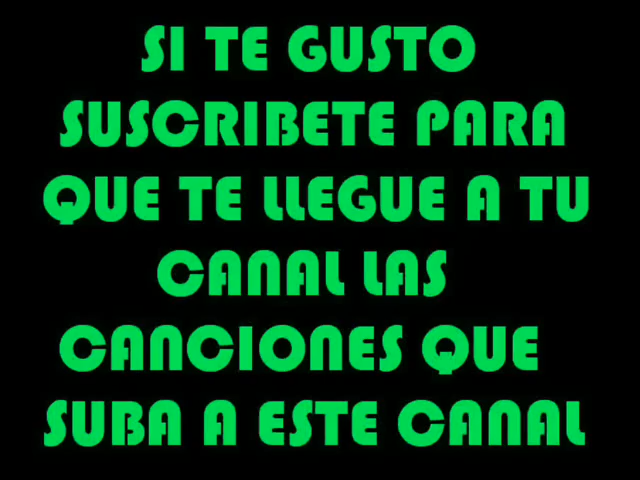 SI TE GUSTO
SUSCRIBETE PARA
QUE TE LLEGUE A TU
CANAL LAS
CANCIONES QUE
SUBA A ESTE CANAL